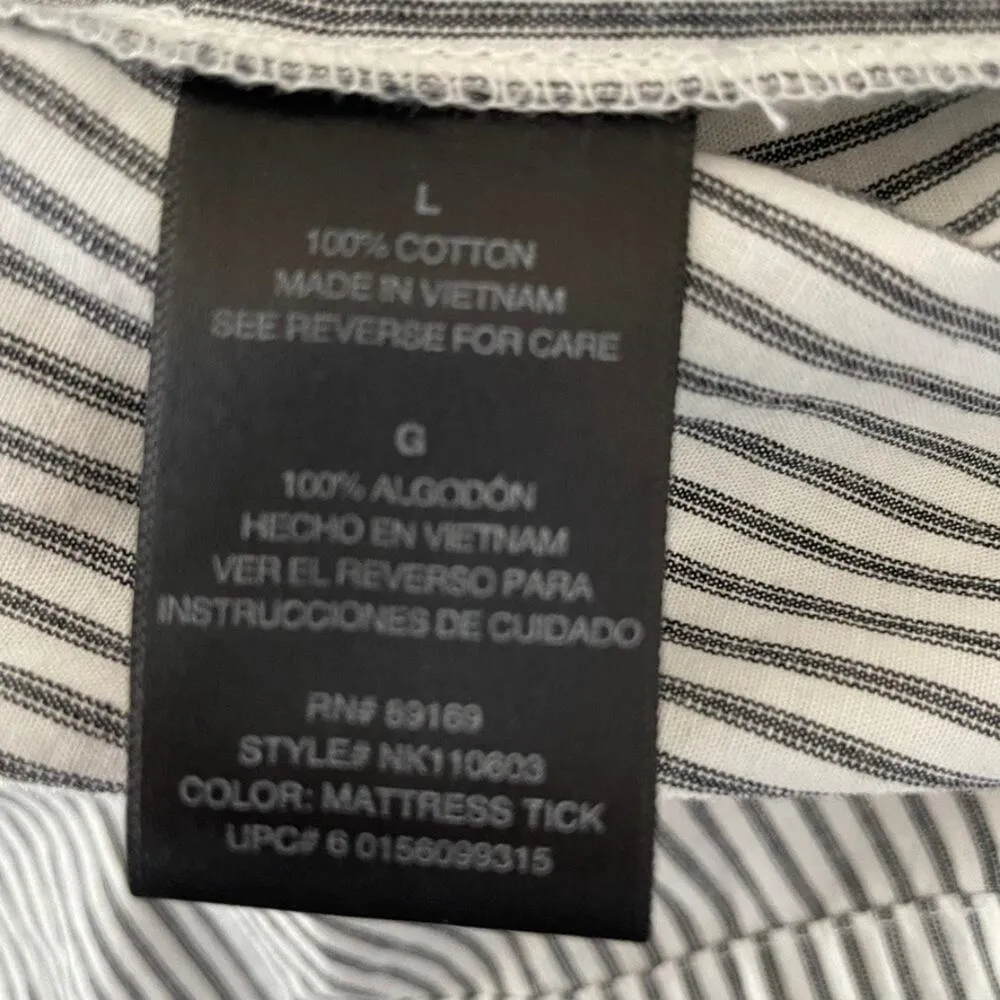 L
100% COTTON
MADE IN VIETNAM
SEE REVERSE FOR CARE
G
100% ALGODÓN
HECHO EN VIETNAM
VER EL REVERSO PARA
INSTRUCCIONES DE CUIDADO
RN# 59169
STYLE# NK110603
COLOR: MATTRESS TICK
UPC# 6 0156099315